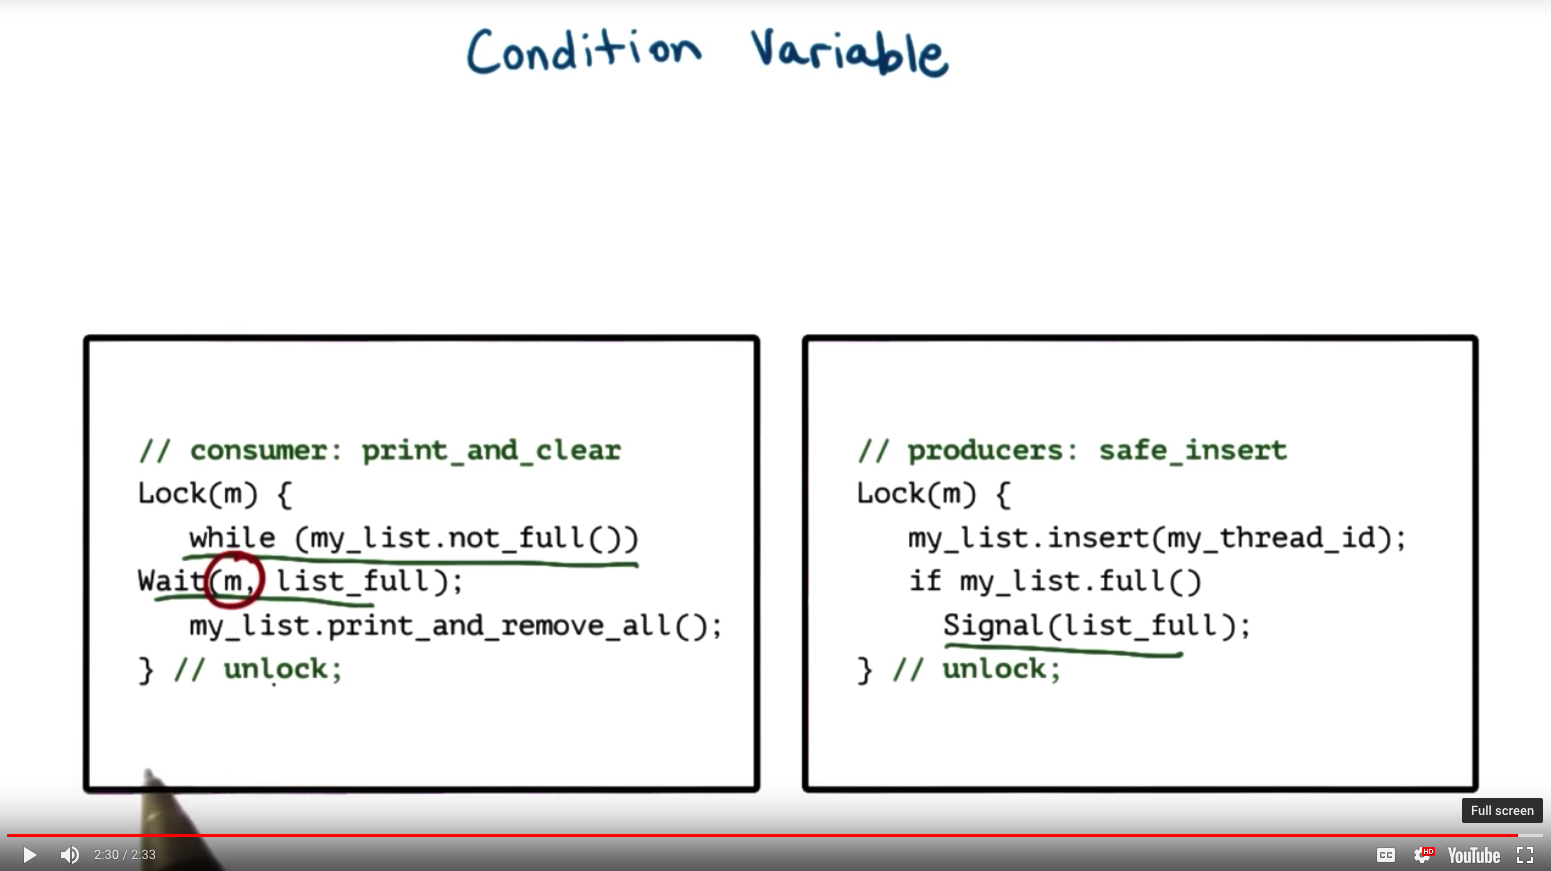 Condition Variable
// consumer: print_and_clear
Lock(m) {
while (my_list.not_full())
Wait(m, list_full);
my_list.print_and_remove_all();
} // unlock;
// producers: safe_insert
Lock(m) {
my_list.insert(my_thread_id);
if my_list.full()
Signal(list_full);
} // unlock;
Full screen
2:30 / 2:33
CC
HD
YouTube